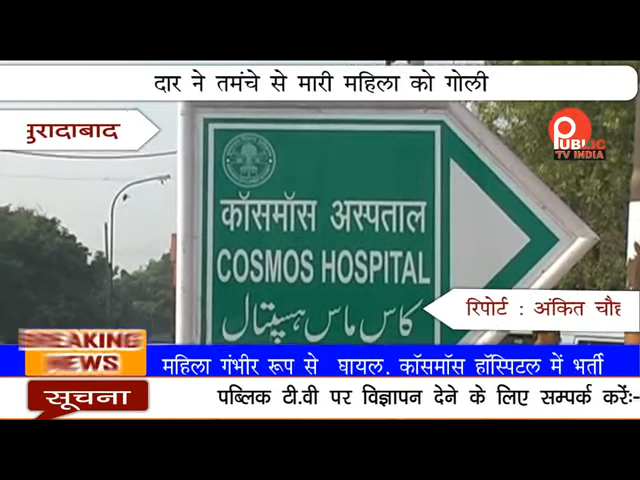 दार ने तमंचे से मारी महिला को गोली
मुरादाबाद
PUBLIC
TV INDIA
कॉसमॉस अस्पताल
COSMOS HOSPITAL
کاس ماس ہسپتال
रिपोर्ट : अंकित चौह
BREAKING
NEWS
महिला गंभीर रूप से घायल, कॉसमॉस हॉस्पिटल में भर्ती
सूचना
पब्लिक टी.वी पर विज्ञापन देने के लिए सम्पर्क करेंः-